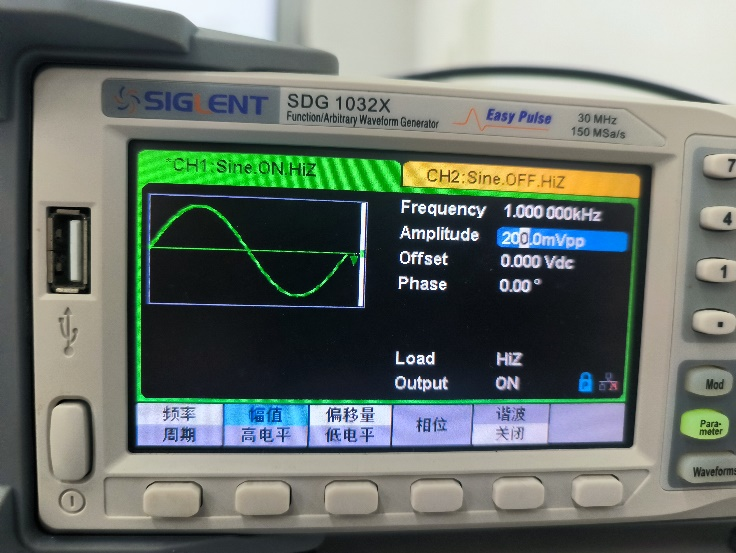 SIGLENT
SDG 1032X
Function/Arbitrary Waveform Generator
Easy Pulse
30 MHz
150 MSa/s
*CH1:Sine.ON.HiZ
CH2:Sine.OFF.HiZ
Frequency 1.000 000kHz
Amplitude 200.0mVpp
Offset 0.000 Vdc
Phase 0.00 °
Load HiZ
Output ON
频率 幅值 偏移量 相位 谐波
周期 高电平 低电平 关闭
7
4
1
Mod
Para-
meter
Waveforms